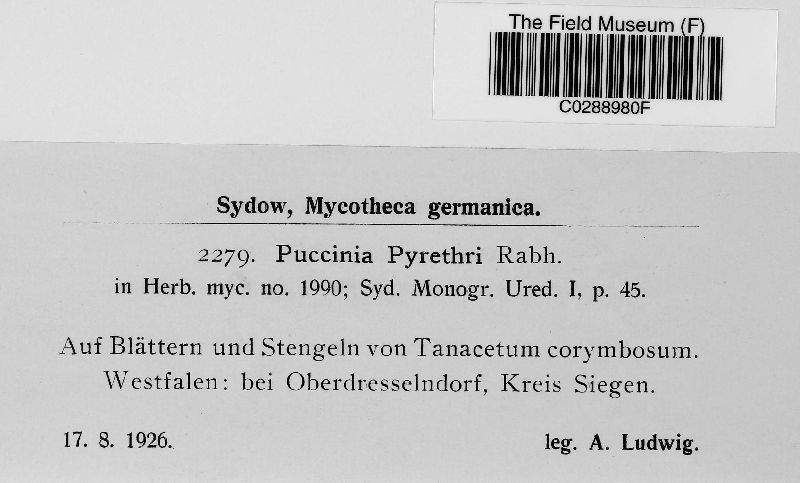 The Field Museum (F)
C0288980F
Sydow, Mycotheca germanica.
2279. Puccinia Pyrethri Rabh.
in Herb. myc. no. 1990; Syd. Monogr. Ured. I, p. 45.
Auf Blättern und Stengeln von Tanacetum corymbosum.
Westfalen: bei Oberdresselndorf, Kreis Siegen.
17. 8. 1926. leg. A. Ludwig.